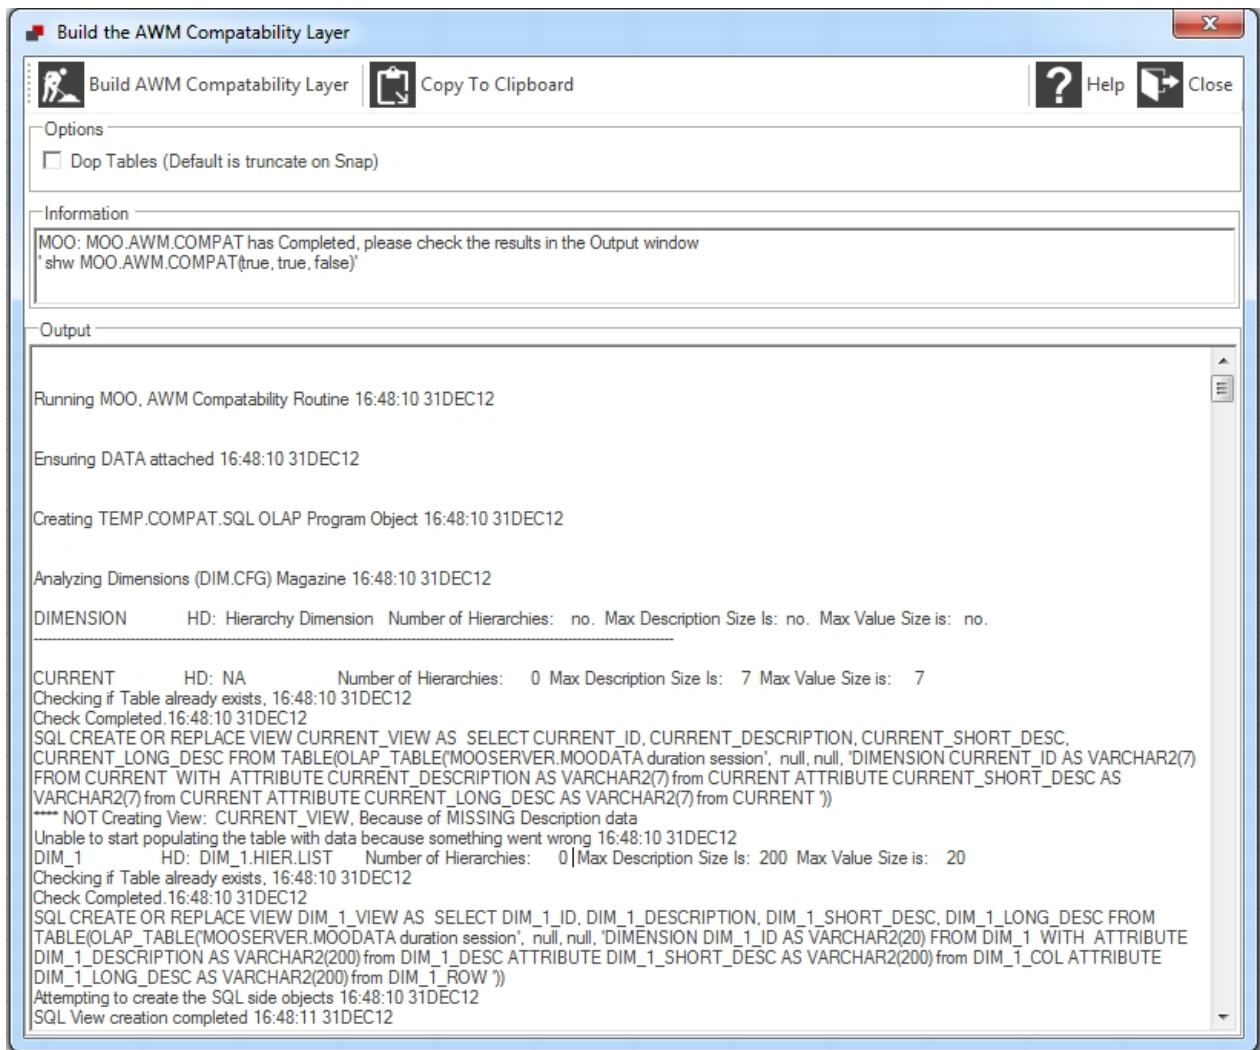 Build the AWM Compatability Layer
x
Build AWM Compatability Layer Copy To Clipboard ? Help Close
Options
Dop Tables (Default is truncate on Snap)
Information
MOO: MOO.AWM.COMPAT has Completed, please check the results in the Output window
' shw MOO.AWM.COMPAT(true, true, false)'
Output
Running MOO, AWM Compatability Routine 16:48:10 31DEC12
Ensuring DATA attached 16:48:10 31DEC12
Creating TEMP.COMPAT.SQL OLAP Program Object 16:48:10 31DEC12
Analyzing Dimensions (DIM.CFG) Magazine 16:48:10 31DEC12
DIMENSION HD: Hierarchy Dimension Number of Hierarchies: no. Max Description Size Is: no. Max Value Size is: no.
CURRENT HD: NA Number of Hierarchies: 0 Max Description Size Is: 7 Max Value Size is: 7
Checking if Table already exists, 16:48:10 31DEC12
Check Completed.16:48:10 31DEC12
SQL CREATE OR REPLACE VIEW CURRENT_VIEW AS SELECT CURRENT_ID, CURRENT_DESCRIPTION, CURRENT_SHORT_DESC,
CURRENT_LONG_DESC FROM TABLE(OLAP_TABLE('MOOSERVER.MOODATA duration session', null, null, "DIMENSION CURRENT_ID AS VARCHAR2(7)
FROM CURRENT WITH ATTRIBUTE CURRENT_DESCRIPTION AS VARCHAR2(7) from CURRENT ATTRIBUTE CURRENT_SHORT_DESC AS
VARCHAR2(7) from CURRENT ATTRIBUTE CURRENT_LONG_DESC AS VARCHAR2(7) from CURRENT '))
**** NOT Creating View: CURRENT_VIEW, Because of MISSING Description data
Unable to start populating the table with data because something went wrong 16:48:10 31DEC12
DIM_1 HD: DIM_1.HIER.LIST Number of Hierarchies: 0 Max Description Size Is: 200 Max Value Size is: 20
Checking if Table already exists, 16:48:10 31DEC12
Check Completed.16:48:10 31DEC12
SQL CREATE OR REPLACE VIEW DIM_1_VIEW AS SELECT DIM_1_ID, DIM_1_DESCRIPTION, DIM_1_SHORT_DESC, DIM_1_LONG_DESC FROM
TABLE(OLAP_TABLE('MOOSERVER.MOODATA duration session', null, null, "DIMENSION DIM_1_ID AS VARCHAR2(20) FROM DIM_1 WITH ATTRIBUTE
DIM_1_DESCRIPTION AS VARCHAR2(200) from DIM_1_DESC ATTRIBUTE DIM_1_SHORT_DESC AS VARCHAR2(200) from DIM_1_COL ATTRIBUTE
DIM_1_LONG_DESC AS VARCHAR2(200) from DIM_1_ROW '))
Attempting to create the SQL side objects 16:48:10 31DEC12
SQL View creation completed 16:48:11 31DEC12